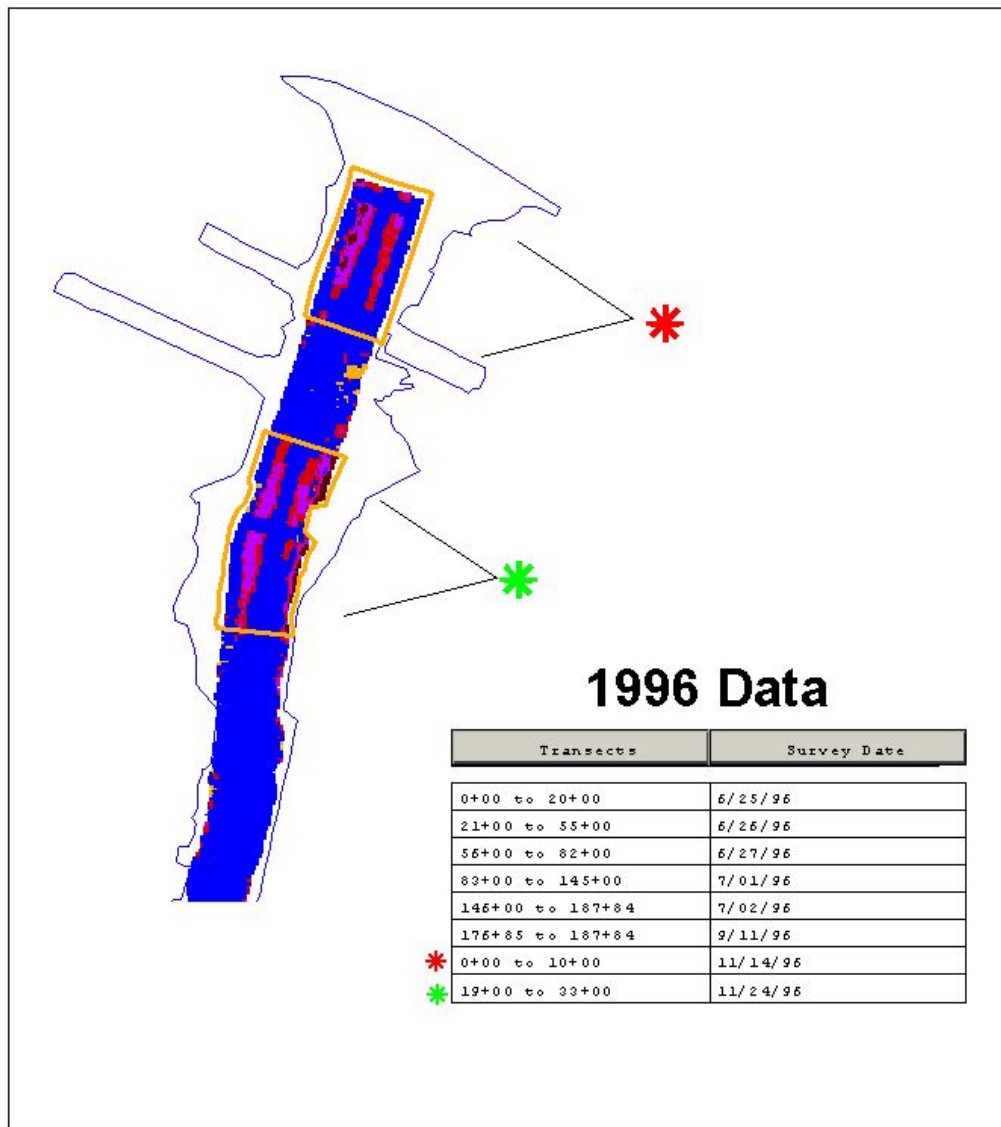 1996 Data
Transects Survey Date
0+00 to 20+00 6/25/96
21+00 to 55+00 6/26/96
56+00 to 82+00 6/27/96
83+00 to 145+00 7/01/96
146+00 to 187+84 7/02/96
176+85 to 187+84 9/11/96
0+00 to 10+00 11/14/96
19+00 to 33+00 11/24/96